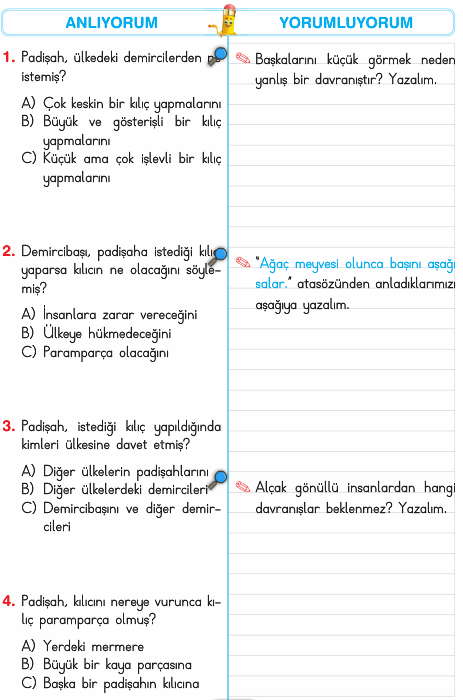 ANLIYORUM
1. Padişah, ülkedeki demircilerden
istemiş?
A) Çok keskin bir kılıç yapmalarını
B) Büyük ve gösterişli bir kılıç
yapmalarını
C) Küçük ama çok işlevli bir kılıç
yapmalarını
2. Demircibaşı, padişaha istediği kılıcı
yaparsa kılıcın ne olacağını söyle-
miş?
A) İnsanlara zarar vereceğini
B) Ülkeye hükmedeceğini
C) Paramparça olacağını
3. Padişah, istediği kılıç yapıldığında
kimleri ülkesine davet etmiş?
A) Diğer ülkelerin padişahlarını
B) Diğer ülkelerdeki demircileri
C) Demircibaşını ve diğer demir-
cileri
4. Padişah, kılıcını nereye vurunca kı-
lıç paramparça olmuş?
A) Yerdeki mermere
B) Büyük bir kaya parçasına
C) Başka bir padişahın kılıcına
YORUMLUYORUM
Başkalarını küçük görmek neden
yanlış bir davranıştır? Yazalım.
"Ağaç meyvesi olunca başını aşağı
salar." atasözünden anladıklarımızı
aşağıya yazalım.
Alçak gönüllü insanlardan hangi
davranışlar beklenmez? Yazalım.